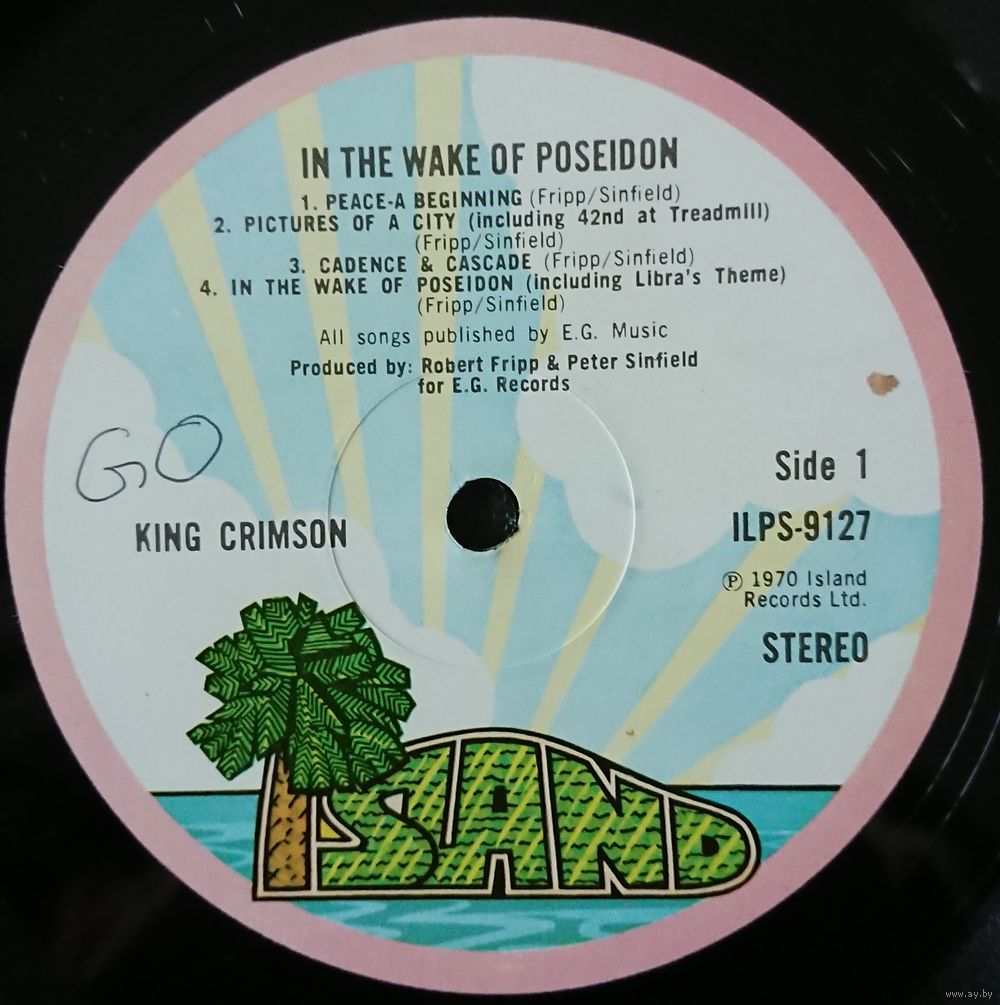 IN THE WAKE OF POSEIDON
1. PEACE-A BEGINNING (Fripp/Sinfield)
2. PICTURES OF A CITY (including 42nd at Treadmill)
(Fripp/Sinfield)
3. CADENCE & CASCADE (Fripp/Sinfield)
4. IN THE WAKE OF POSEIDON (including Libra's Theme)
(Fripp/Sinfield)
All songs published by E.G. Music
Produced by: Robert Fripp & Peter Sinfield
for E.G. Records
GO
KING CRIMSON
Side 1
ILPS-9127
℗ 1970 Island
Records Ltd.
STEREO
ISLAND
www.ay.by